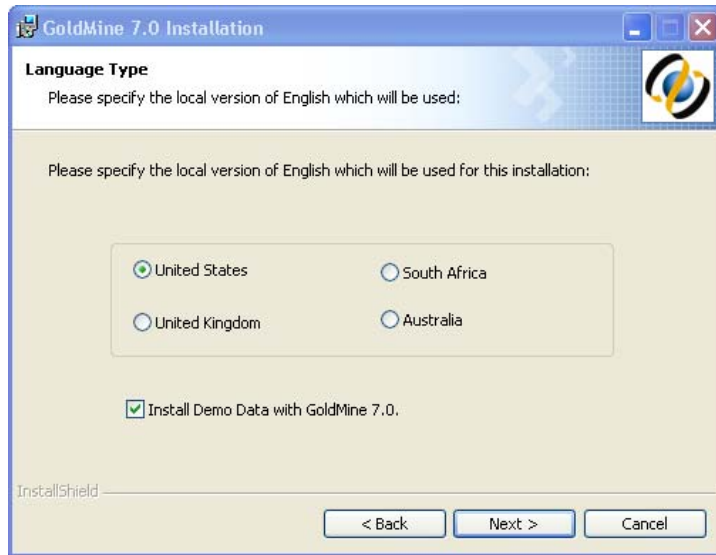 GoldMine 7.0 Installation
Language Type
Please specify the local version of English which will be used:
Please specify the local version of English which will be used for this installation:
United States
South Africa
United Kingdom
Australia
Install Demo Data with GoldMine 7.0.
InstallShield
< Back Next > Cancel